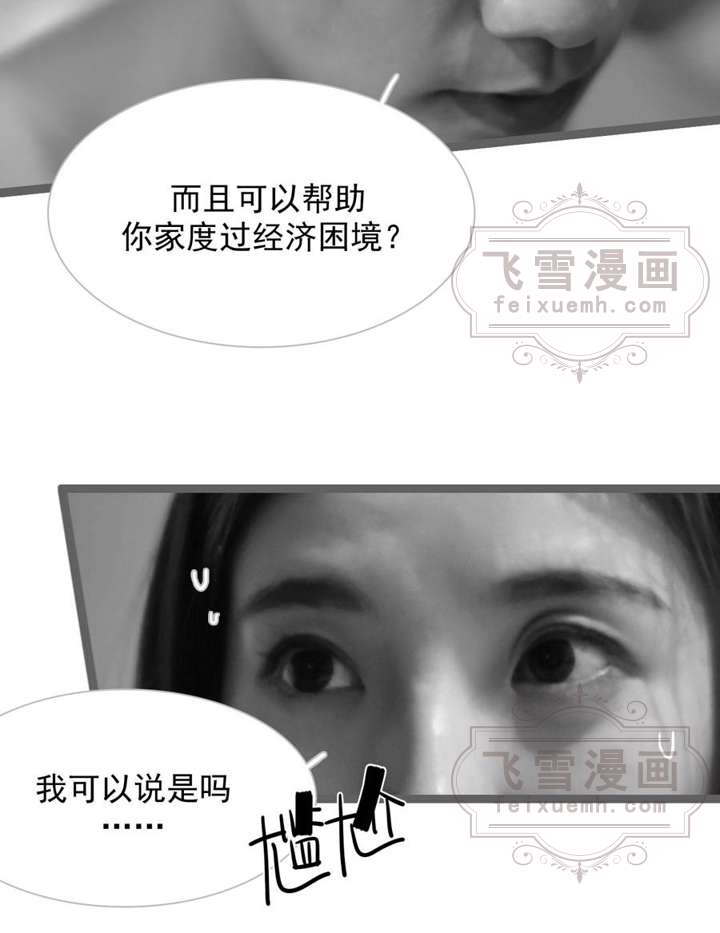 而且可以帮助
你家度过经济困境？
飞雪漫画
feixuemh.com
我可以说是吗
……
尴尬
飞雪漫画
feixuemh.com